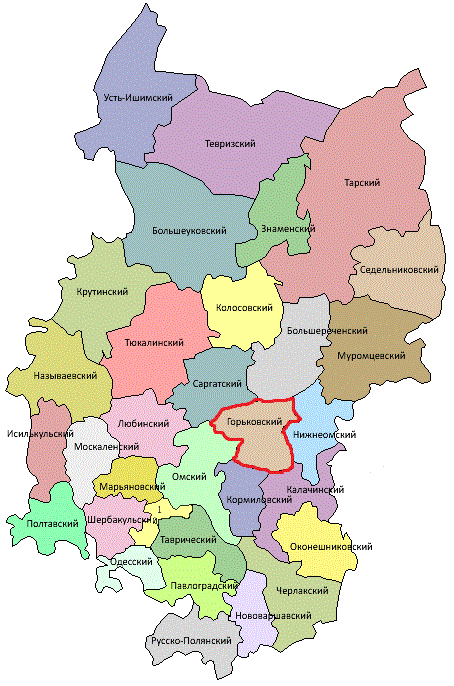 Усть-Ишимский
Тевризский
Тарский
Большеуковский
Знаменский
Седельниковский
Крутинский
Колосовский
Большереченский
Тюкалинский
Муромцевский
Называевский
Саргатский
Исилькульский
Любинский
Горьковский
Нижнеомский
Москаленский
Омский
Марьяновский
Калачинский
Кормиловский
1
Полтавский
Шербакульский
Таврический
Оконешниковский
Одесский
Павлоградский
Черлакский
Нововаршавский
Русско-Полянский